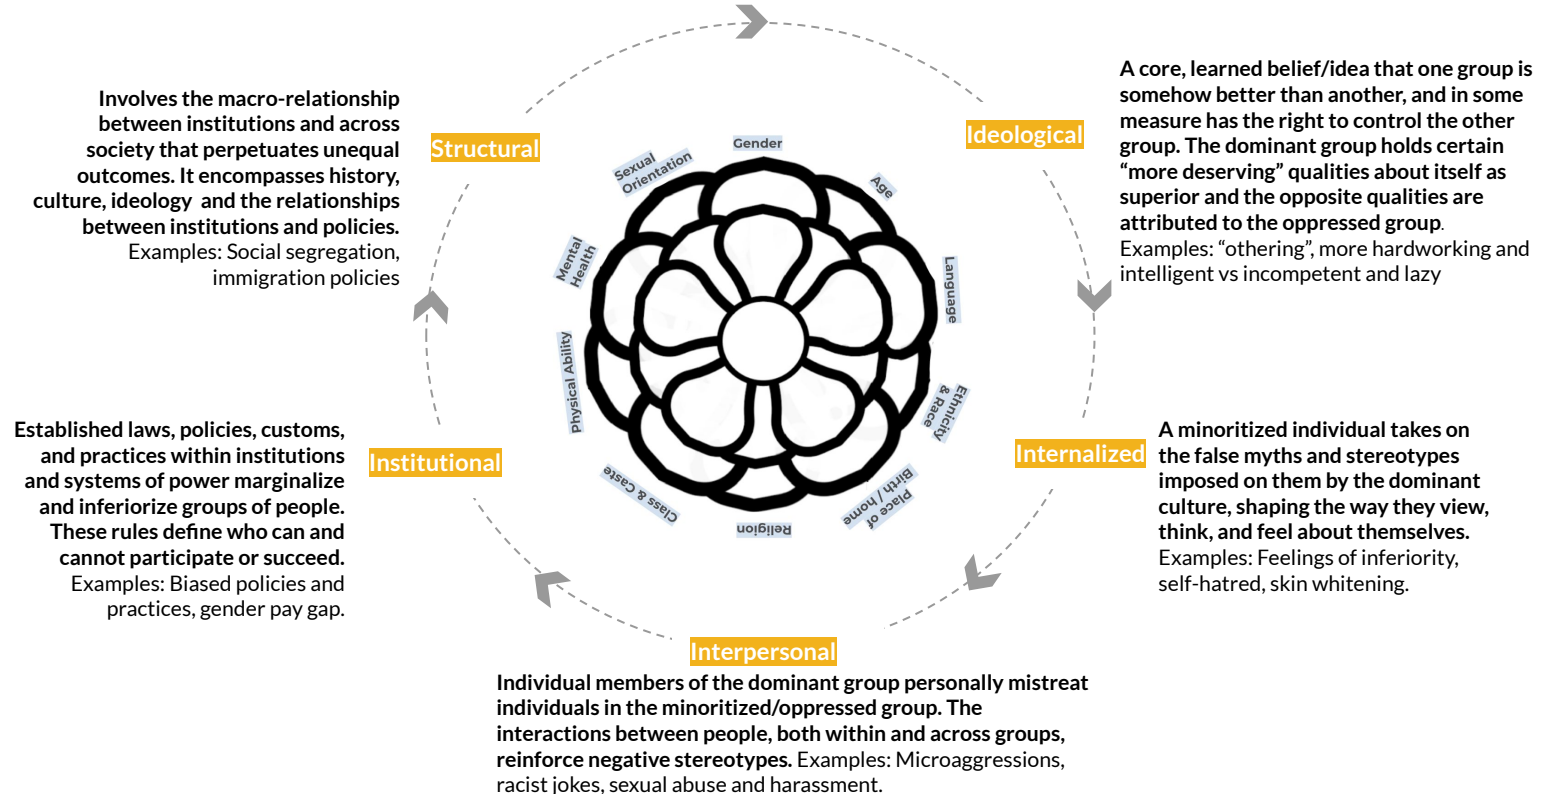 Structural
Involves the macro-relationship
between institutions and across
society that perpetuates unequal
outcomes. It encompasses history,
culture, ideology and the relationships
between institutions and policies.
Examples: Social segregation,
immigration policies
Ideological
A core, learned belief/idea that one group is
somehow better than another, and in some
measure has the right to control the other
group. The dominant group holds certain
“more deserving” qualities about itself as
superior and the opposite qualities are
attributed to the oppressed group.
Examples: “othering”, more hardworking and
intelligent vs incompetent and lazy
Gender
Age
Language
Ethnicity
& Race
Place of
Birth / home
Religion
Class & Caste
Physical Ability
Mental
Health
Sexual
Orientation
Internalized
A minoritized individual takes on
the false myths and stereotypes
imposed on them by the dominant
culture, shaping the way they view,
think, and feel about themselves.
Examples: Feelings of inferiority,
self-hatred, skin whitening.
Institutional
Established laws, policies, customs,
and practices within institutions
and systems of power marginalize
and inferiorize groups of people.
These rules define who can and
cannot participate or succeed.
Examples: Biased policies and
practices, gender pay gap.
Interpersonal
Individual members of the dominant group personally mistreat
individuals in the minoritized/oppressed group. The
interactions between people, both within and across groups,
reinforce negative stereotypes. Examples: Microaggressions,
racist jokes, sexual abuse and harassment.